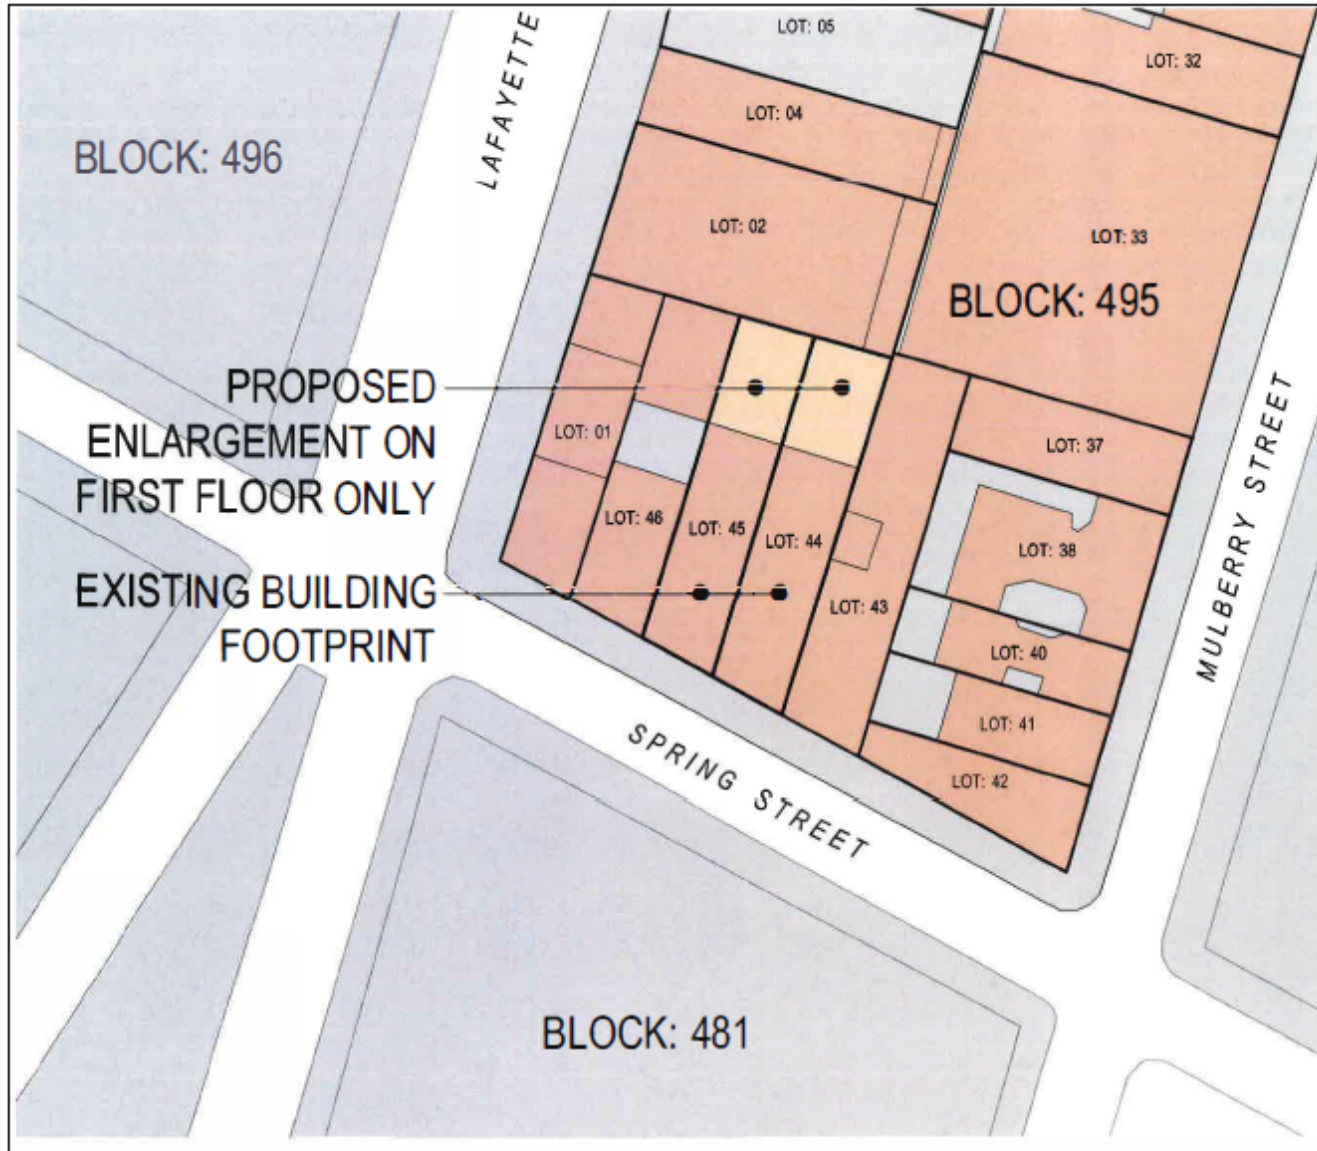 LOT: 05
LOT: 32
LAFAYETTE
LOT: 04
BLOCK: 496
LOT: 02
LOT: 33
BLOCK: 495
PROPOSED
ENLARGEMENT ON
FIRST FLOOR ONLY
LOT: 01
LOT: 37
MULBERRY STREET
LOT: 46
LOT: 45
LOT: 44
LOT: 38
EXISTING BUILDING
FOOTPRINT
LOT: 43
LOT: 40
LOT: 41
SPRING STREET
LOT: 42
BLOCK: 481